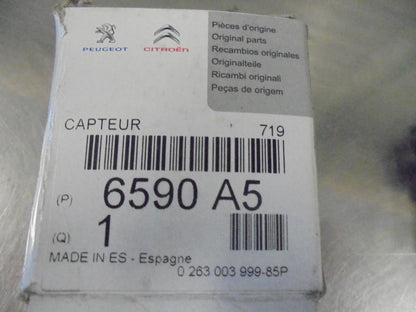 PEUGEOT CITROËN
Pièces d'origine
Original parts
Recambios originales
Originalteile
Ricambi originali
Peças de origem
CAPTEUR 719
(P) 6590 A5
(Q) 1
MADE IN ES - Espagne
0 263 003 999-85P